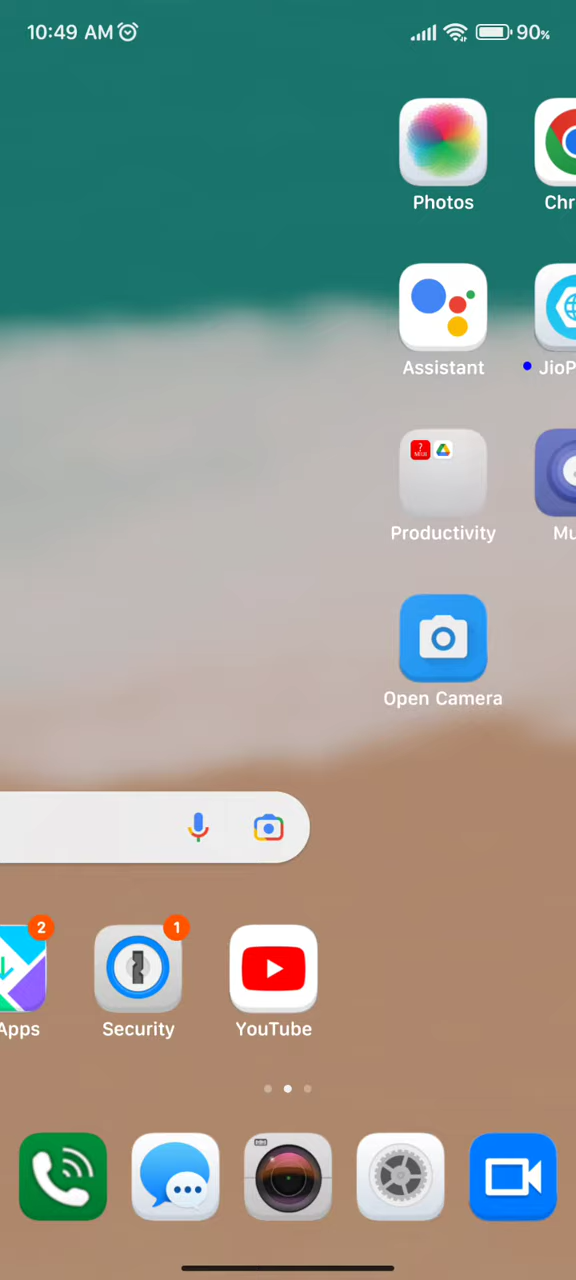 10:49 AM
90%
Photos
Chr
Assistant
JioP
Productivity
Mu
Open Camera
2
1
Apps
Security
YouTube